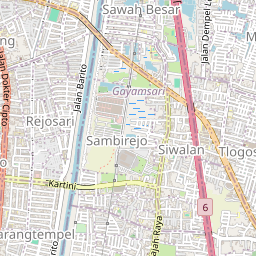 Sawah Besar
Jalan Dempel L
M
ng
Jalan Dokter Cipto
Jalan Barito
Gayamsari
Rejosari
Sambirejo
Siwalan
Tlogos
Kartini
6
Jalan Raya
arangtempel